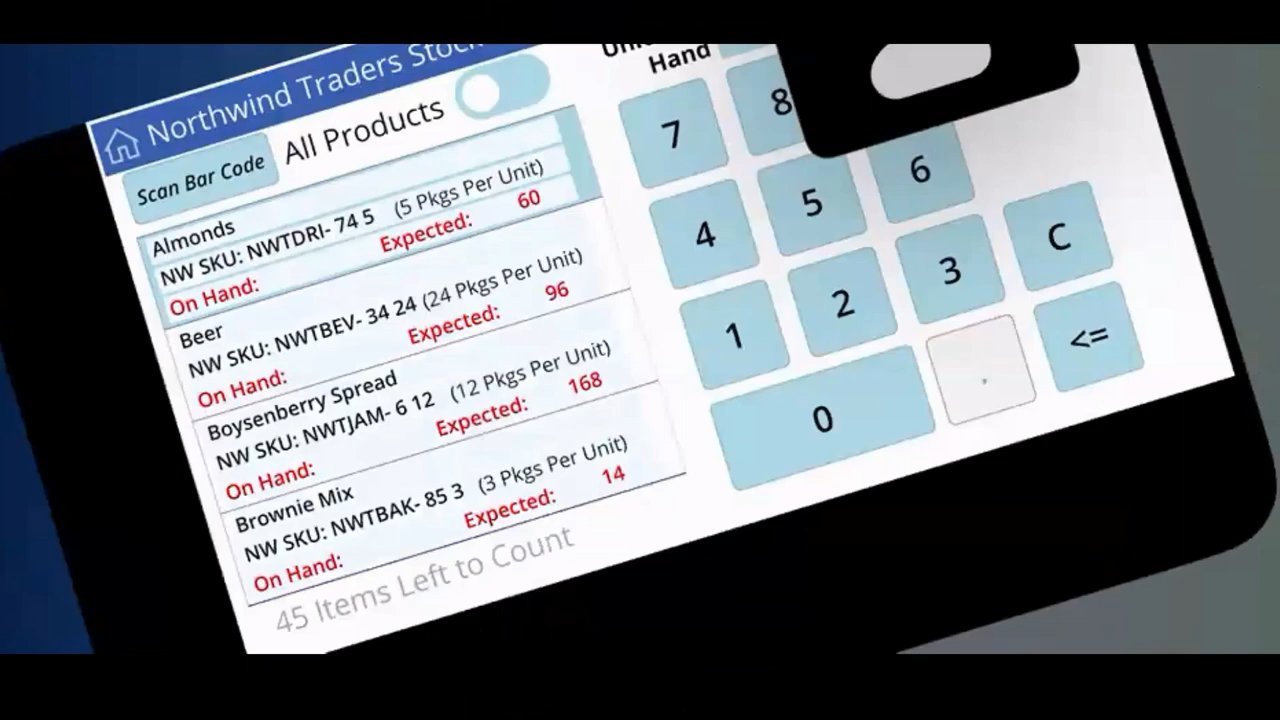 Northwind Traders Stock
Scan Bar Code
All Products
Almonds
NW SKU: NWTDRI- 74 5 (5 Pkgs Per Unit)
On Hand: Expected: 60
Beer
NW SKU: NWTBEV- 34 24 (24 Pkgs Per Unit)
On Hand: Expected: 96
Boysenberry Spread
NW SKU: NWTJAM- 6 12 (12 Pkgs Per Unit)
On Hand: Expected: 168
Brownie Mix
NW SKU: NWTBAK- 85 3 (3 Pkgs Per Unit)
On Hand: Expected: 14
45 Items Left to Count
Hand
7 8
4 5 6
1 2 3 C
0 . <=